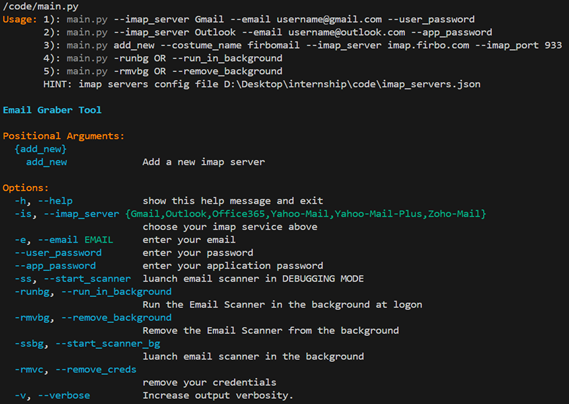 /code/main.py
Usage: 1): main.py --imap_server Gmail --email username@gmail.com --user_password
2): main.py --imap_server Outlook --email username@outlook.com --app_password
3): main.py add_new --costume_name firbomail --imap_server imap.firbo.com --imap_port 933
4): main.py -runbg OR --run_in_background
5): main.py -rmvbg OR --remove_background
HINT: imap servers config file D:\Desktop\internship\code\imap_servers.json
Email Graber Tool
Positional Arguments:
{add_new}
add_new Add a new imap server
Options:
-h, --help show this help message and exit
-is, --imap_server {Gmail,Outlook,Office365,Yahoo-Mail,Yahoo-Mail-Plus,Zoho-Mail}
choose your imap service above
-e, --email EMAIL enter your email
--user_password enter your password
--app_password enter your application password
-ss, --start_scanner luanch email scanner in DEBUGGING MODE
-runbg, --run_in_background
Run the Email Scanner in the background at logon
-rmvbg, --remove_background
Remove the Email Scanner from the background
-ssbg, --start_scanner_bg
luanch email scanner in the background
-rmvc, --remove_creds
remove your credentials
-v, --verbose Increase output verbosity.